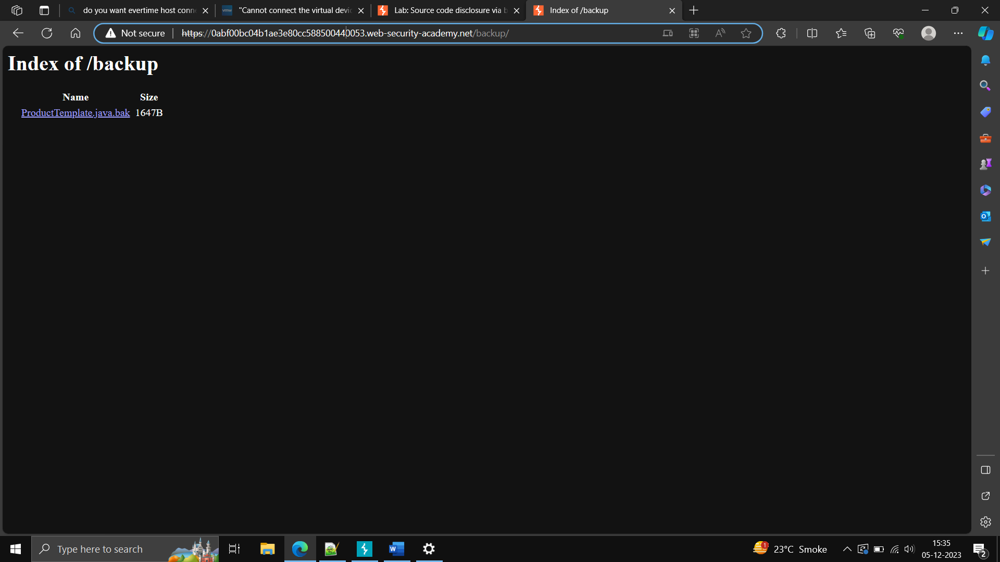 do you want evertime host conn
"Cannot connect the virtual devic
Lab: Source code disclosure via b
Index of /backup
Not secure
https://0abf00bc04b1ae3e80cc588500440053.web-security-academy.net/backup/
Index of /backup
Name Size
ProductTemplate.java.bak 1647B
Type here to search
1
23°C Smoke
15:35
05-12-2023
2